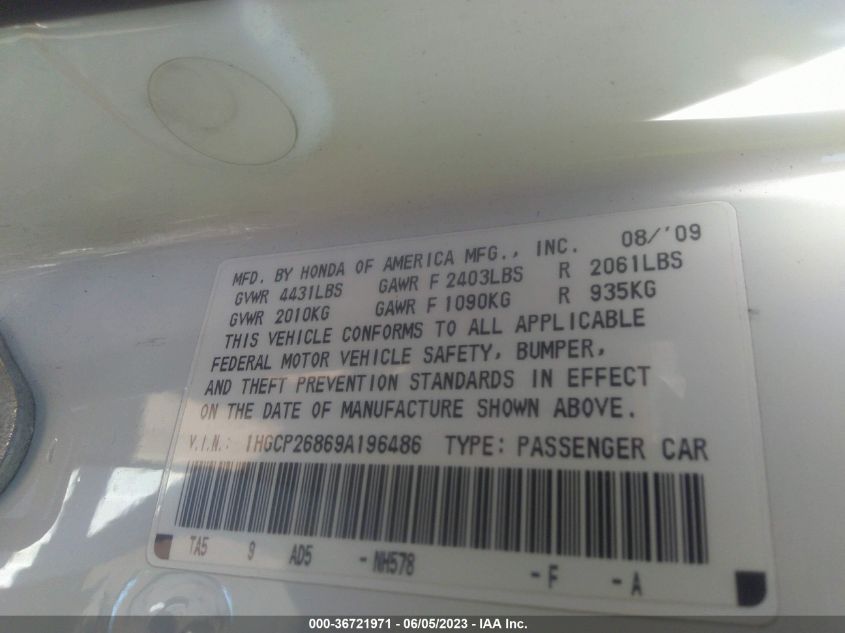 MFD. BY HONDA OF AMERICA MFG., INC. 08/'09
GVWR 4431LBS GAWR F 2403LBS R 2061LBS
GVWR 2010KG GAWR F 1090KG R 935KG
THIS VEHICLE CONFORMS TO ALL APPLICABLE
FEDERAL MOTOR VEHICLE SAFETY, BUMPER,
AND THEFT PREVENTION STANDARDS IN EFFECT
ON THE DATE OF MANUFACTURE SHOWN ABOVE.
V.I.N.: 1HGCP26869A196486 TYPE: PASSENGER CAR
TA5 9 AD5 -NH578 -F -A
000-36721971 - 06/05/2023 - IAA Inc.